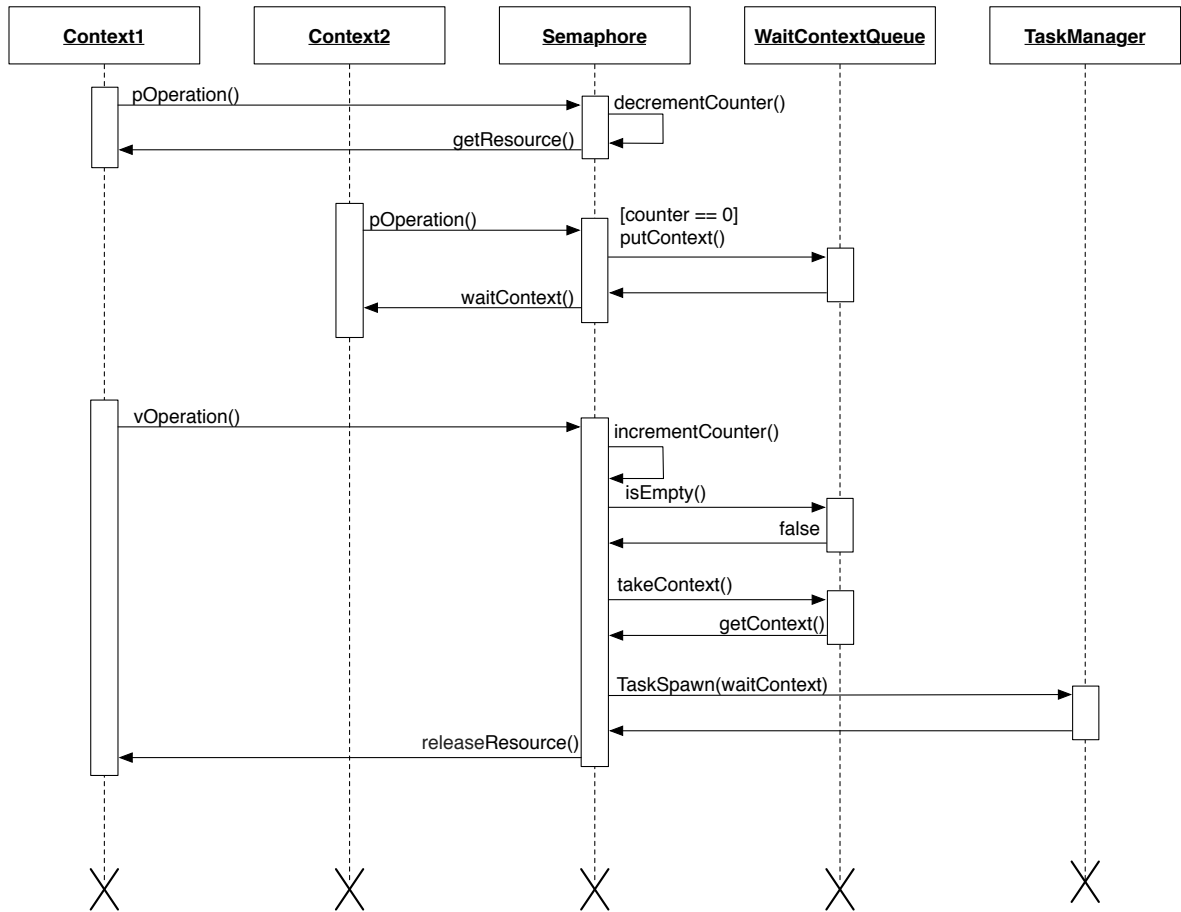 Context1
Context2
Semaphore
WaitContextQueue
TaskManager
pOperation()
decrementCounter()
getResource()
pOperation()
[counter == 0]
putContext()
waitContext()
vOperation()
incrementCounter()
isEmpty()
false
takeContext()
getContext()
TaskSpawn(waitContext)
releaseResource()